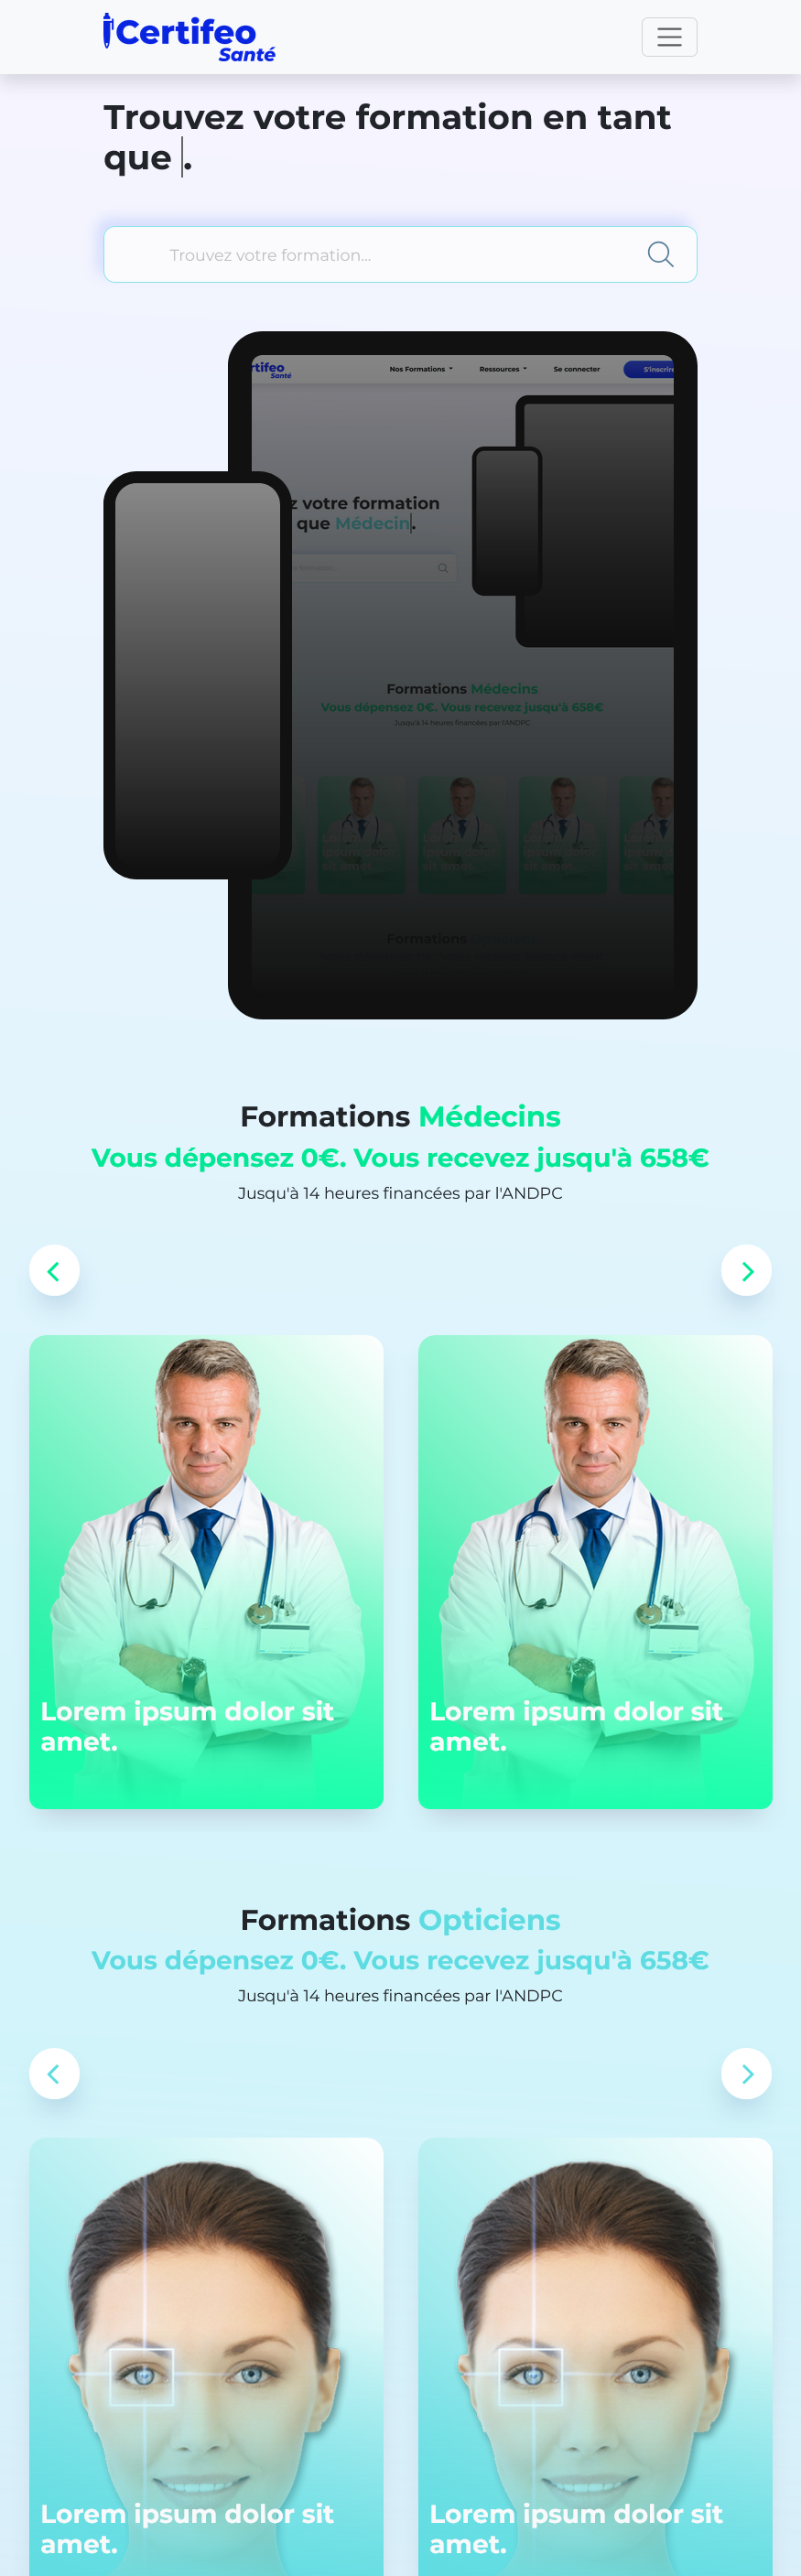 Certifeo
Santé
Trouvez votre formation en tant
que .
Trouvez votre formation...
rtifeo
Santé
Nos Formations
Ressources
Se connecter
S'inscrire
z votre formation
que Médecin.
Formations Médecins
Vous dépensez 0€. Vous recevez jusqu'à 658€
Jusqu'à 14 heures financées par l'ANDPC
Formations
Formations Médecins
Vous dépensez 0€. Vous recevez jusqu'à 658€
Jusqu'à 14 heures financées par l'ANDPC
Lorem ipsum dolor sit
amet.
Lorem ipsum dolor sit
amet.
Formations Opticiens
Vous dépensez 0€. Vous recevez jusqu'à 658€
Jusqu'à 14 heures financées par l'ANDPC
Lorem ipsum dolor sit
amet.
Lorem ipsum dolor sit
amet.